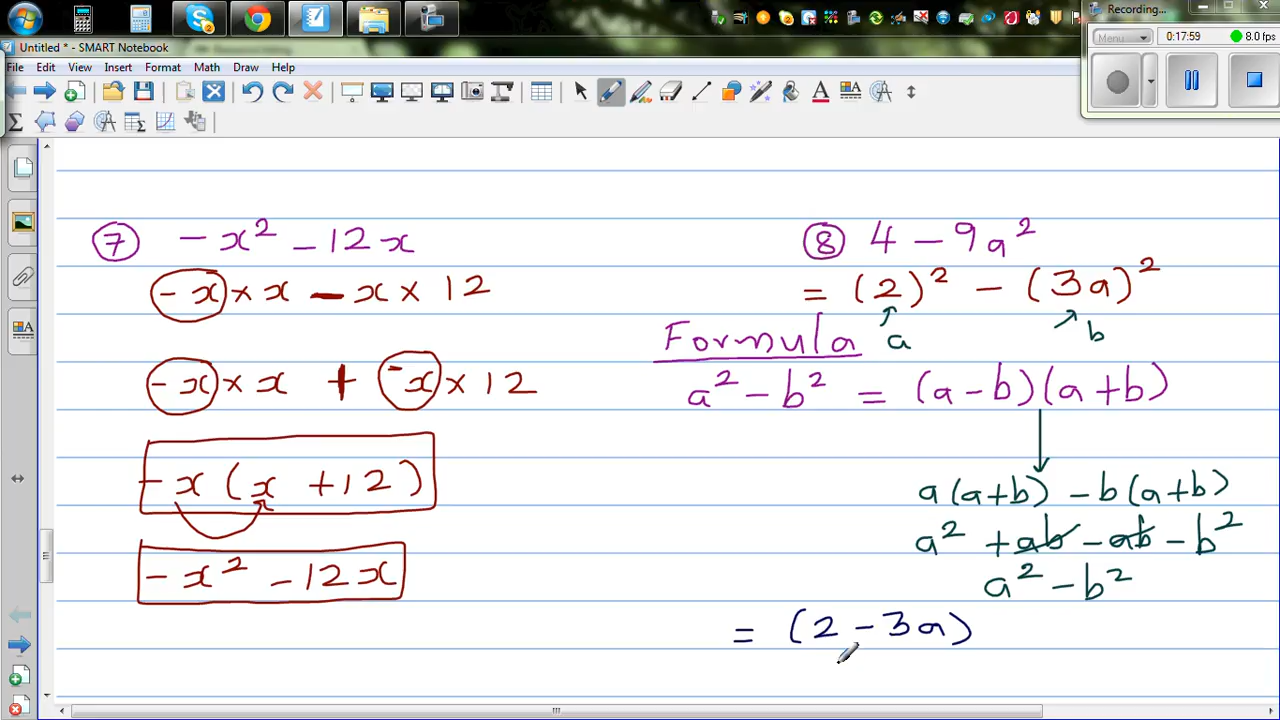 Recording...
Menu
0:17:59
8.0 fps
Untitled * - SMART Notebook
File Edit View Insert Format Math Draw Help
⑦ -x² -12x
-x × x - x × 12
-x × x + -x × 12
-x(x +12)
-x² -12x
⑧ 4 - 9a²
= (2)² - (3a)²
a b
Formula
a² - b² = (a-b)(a+b)
a(a+b) - b(a+b)
a² +ab -ab - b²
a² - b²
= (2 - 3a)